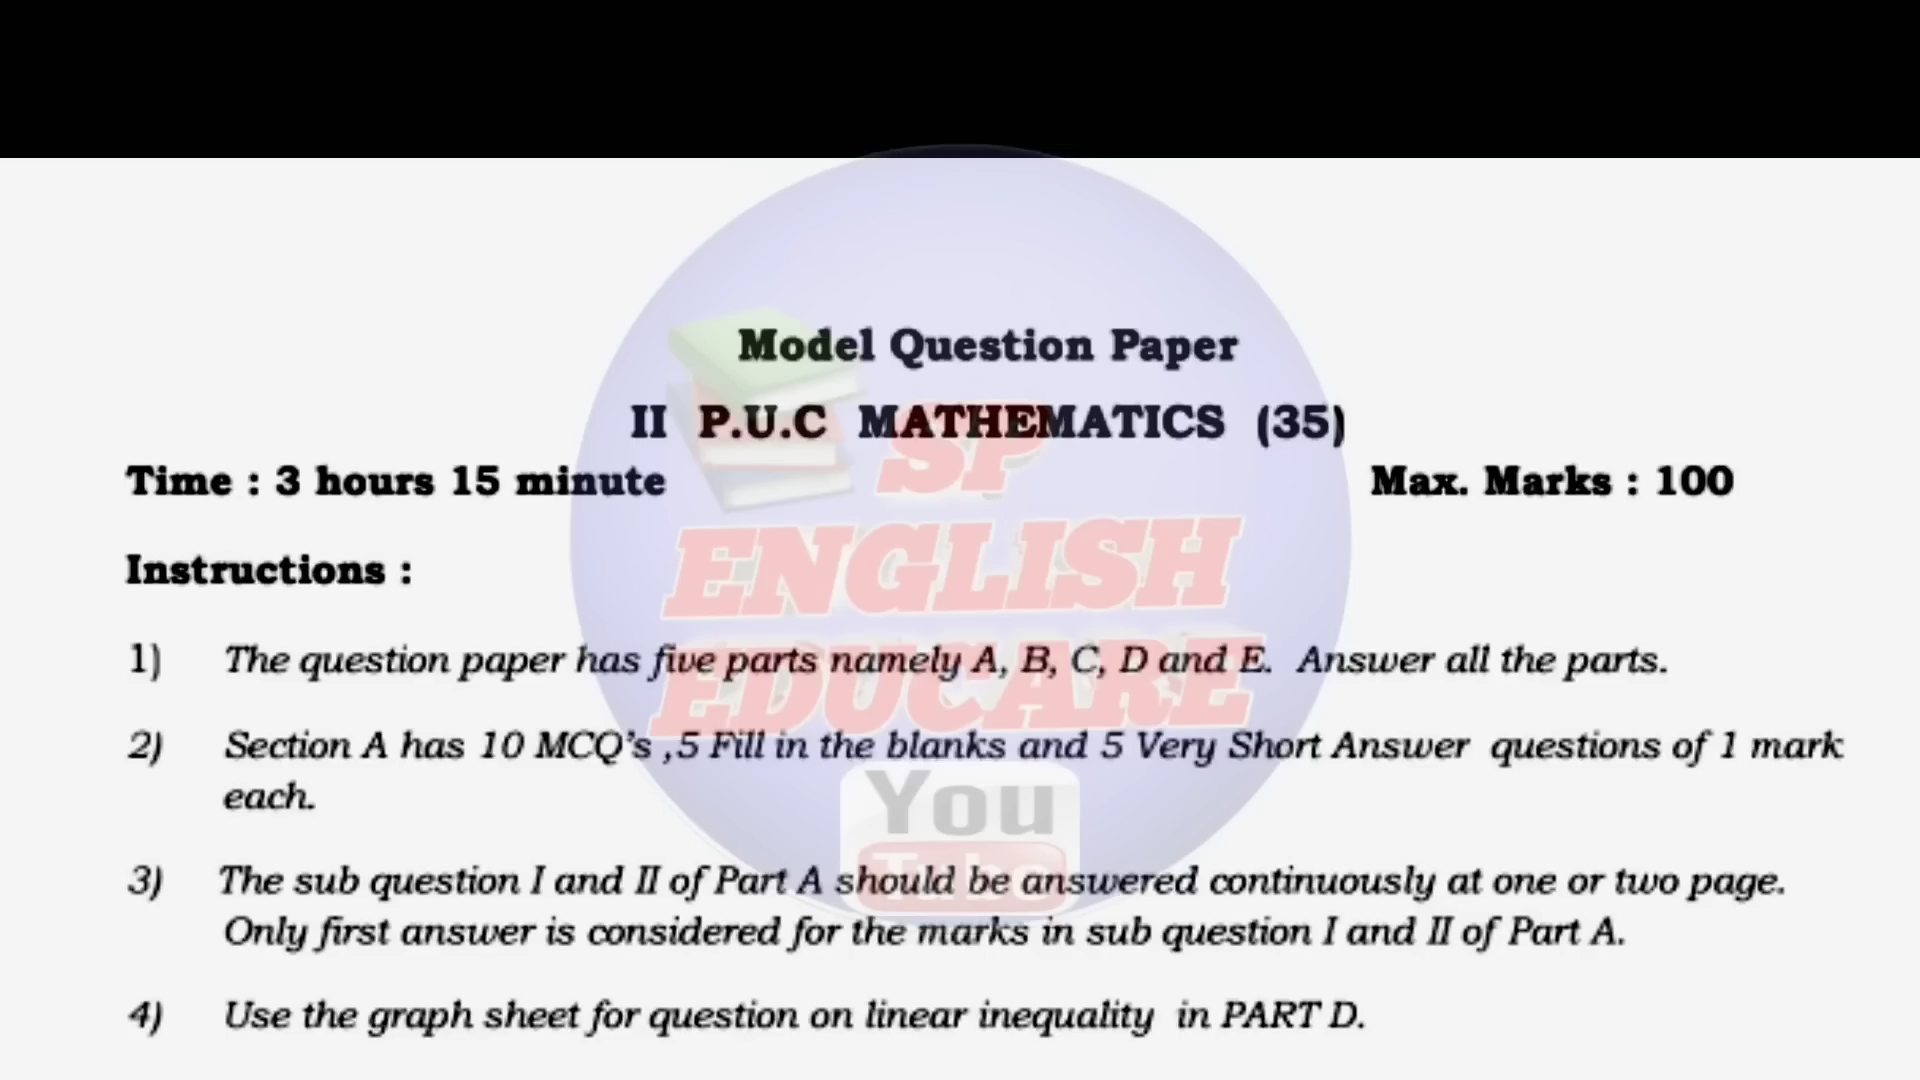 Model Question Paper
II P.U.C MATHEMATICS (35)
Time : 3 hours 15 minute Max. Marks : 100
Instructions :
1) The question paper has five parts namely A, B, C, D and E. Answer all the parts.
2) Section A has 10 MCQ's ,5 Fill in the blanks and 5 Very Short Answer questions of 1 mark
each.
3) The sub question I and II of Part A should be answered continuously at one or two page.
Only first answer is considered for the marks in sub question I and II of Part A.
4) Use the graph sheet for question on linear inequality in PART D.
SP
ENGLISH
EDUCARE
You
Tube